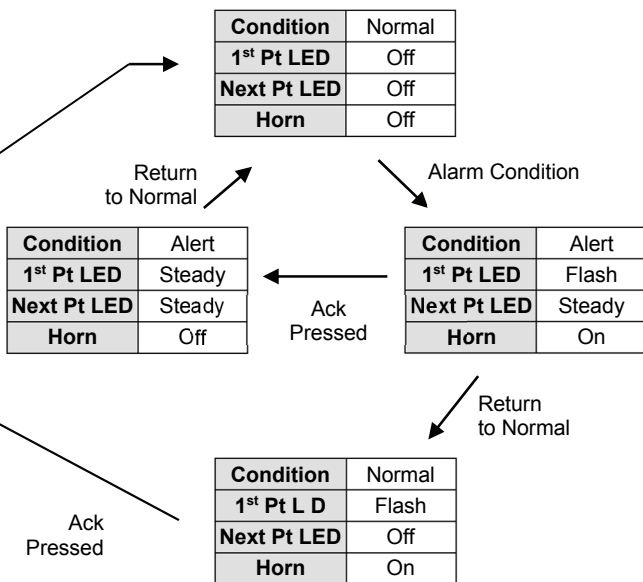 Condition Normal
1st Pt LED Off
Next Pt LED Off
Horn Off
Return
to Normal
Alarm Condition
Condition Alert
1st Pt LED Steady
Next Pt LED Steady
Horn Off
Ack
Pressed
Condition Alert
1st Pt LED Flash
Next Pt LED Steady
Horn On
Return
to Normal
Ack
Pressed
Condition Normal
1st Pt L D Flash
Next Pt LED Off
Horn On